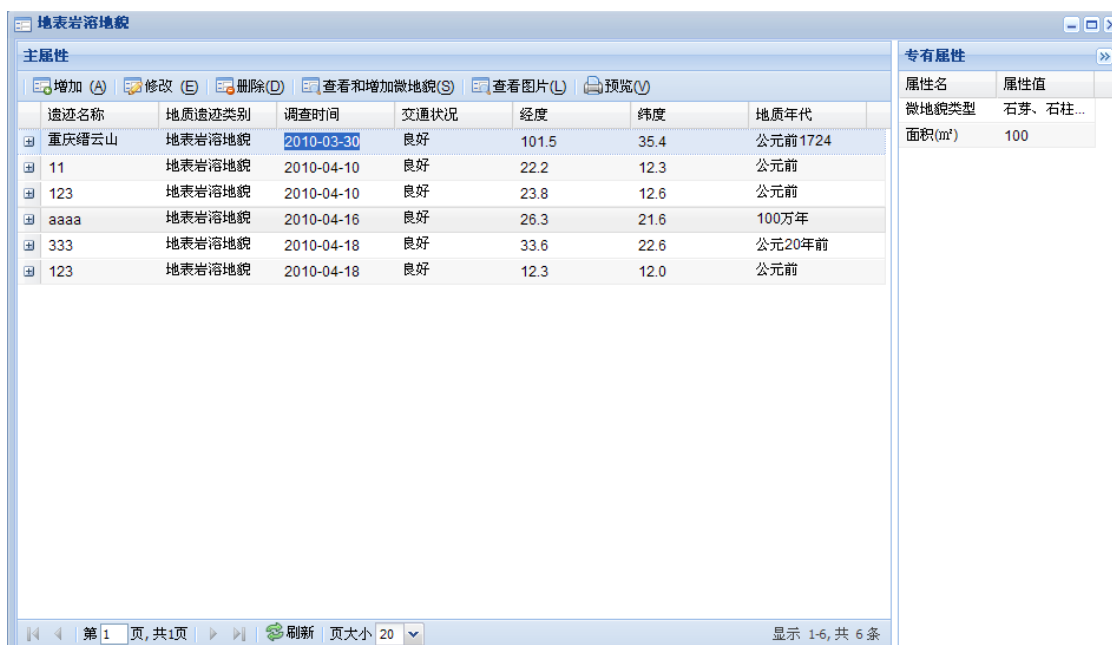 地表岩溶地貌
主属性
增加 (A) 修改 (E) 删除(D) 查看和增加微地貌(S) 查看图片(L) 预览(V)
遗迹名称 地质遗迹类别 调查时间 交通状况 经度 纬度 地质年代
重庆缙云山 地表岩溶地貌 2010-03-30 良好 101.5 35.4 公元前1724
11 地表岩溶地貌 2010-04-10 良好 22.2 12.3 公元前
123 地表岩溶地貌 2010-04-10 良好 23.8 12.6 公元前
aaaa 地表岩溶地貌 2010-04-16 良好 26.3 21.6 100万年
333 地表岩溶地貌 2010-04-18 良好 33.6 22.6 公元20年前
123 地表岩溶地貌 2010-04-18 良好 12.3 12.0 公元前
第 1 页,共1页 刷新 页大小 20 显示 1-6,共 6 条
专有属性
属性名 属性值
微地貌类型 石芽、石柱...
面积(㎡) 100